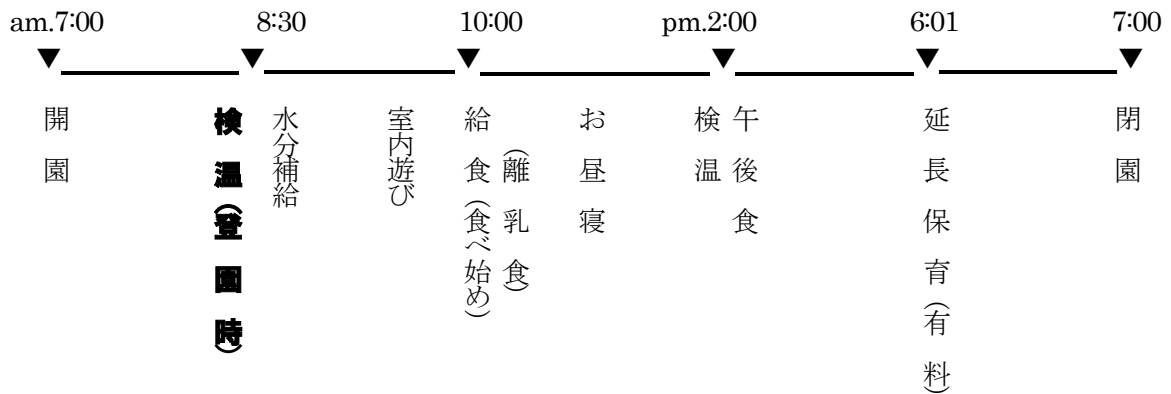 am.7:00 8:30 10:00 pm.2:00 6:01 7:00
開園
検温(登園時)
水分補給
室内遊び
給食(食べ始め)
(離乳食)
お昼寝
検温
午後食
延長保育(有料)
閉園